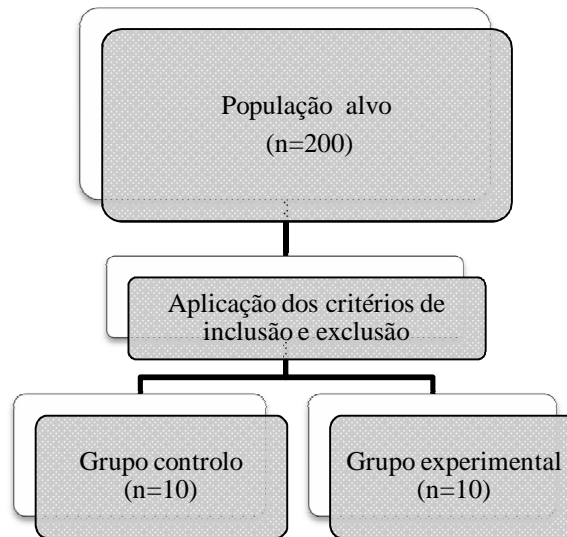 População alvo
(n=200)
Aplicação dos critérios de
inclusão e exclusão
Grupo controlo
(n=10)
Grupo experimental
(n=10)